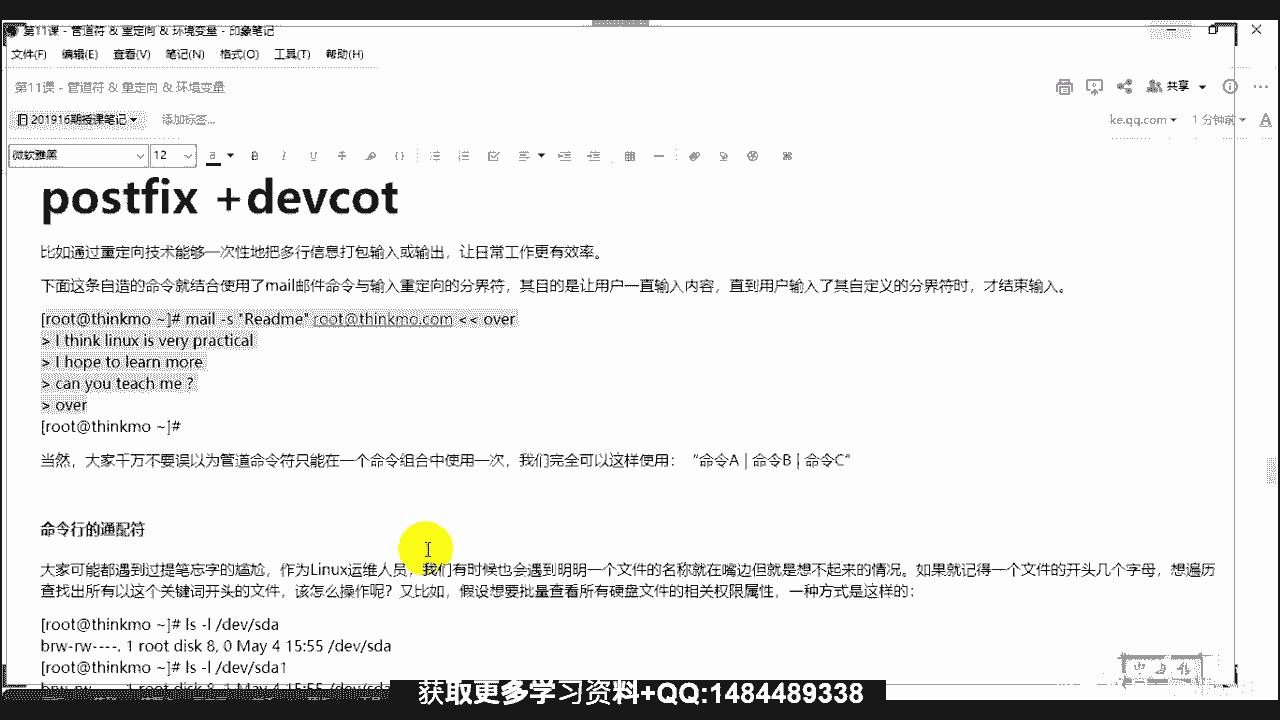 第11课 - 管道符 & 重定向 & 环境变量 - 印象笔记
文件(F) 编辑(E) 查看(V) 笔记(N) 格式(O) 工具(T) 帮助(H)
第11课 - 管道符 & 重定向 & 环境变量
共享
201916期授课笔记 添加标签...
ke.qq.com 1 分钟前
微软雅黑 12
postfix +devcot
比如通过重定向技术能够一次性地把多行信息打包输入或输出，让日常工作更有效率。
下面这条自造的命令就结合使用了mail邮件命令与输入重定向的分界符，其目的是让用户一直输入内容，直到用户输入了其自定义的分界符时，才结束输入。
[root@thinkmo ~]# mail -s "Readme" root@thinkmo.com << over
> I think linux is very practical
> I hope to learn more
> can you teach me ?
> over
[root@thinkmo ~]#
当然，大家千万不要误以为管道命令符只能在一个命令组合中使用一次，我们完全可以这样使用： “命令A | 命令B | 命令C”
命令行的通配符
大家可能都遇到过提笔忘字的尴尬，作为Linux运维人员，我们有时候也会遇到明明一个文件的名称就在嘴边但就是想不起来的情况。如果就记得一个文件的开头几个字母，想遍历
查找出所有以这个关键词开头的文件，该怎么操作呢？又比如，假设想要批量查看所有硬盘文件的相关权限属性，一种方式是这样的：
[root@thinkmo ~]# ls -l /dev/sda
brw-rw----. 1 root disk 8, 0 May 4 15:55 /dev/sda
[root@thinkmo ~]# ls -l /dev/sda1
brw-rw----. 1 root disk 8, 1 May 4 15:55 /dev/sda1
获取更多学习资料+QQ:1484489338